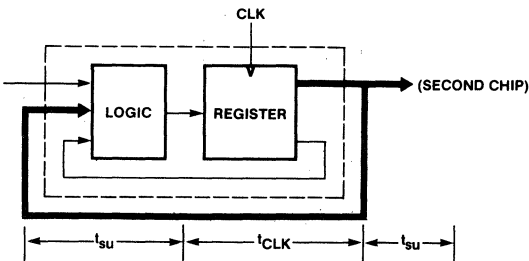 CLK
LOGIC
REGISTER
(SECOND CHIP)
tsu
tCLK
tsu